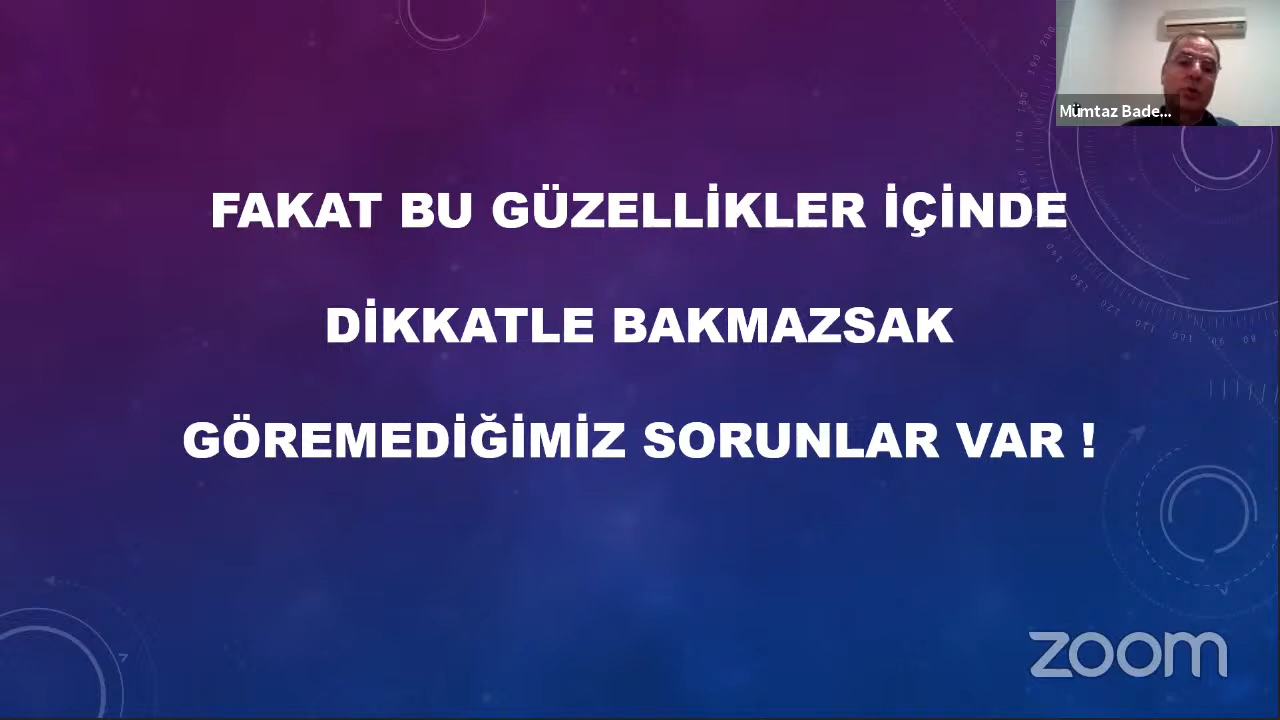 Mümtaz Bade...
FAKAT BU GÜZELLİKLER İÇİNDE
DİKKATLE BAKMAZSAK
GÖREMEDİĞİMİZ SORUNLAR VAR !
zoom